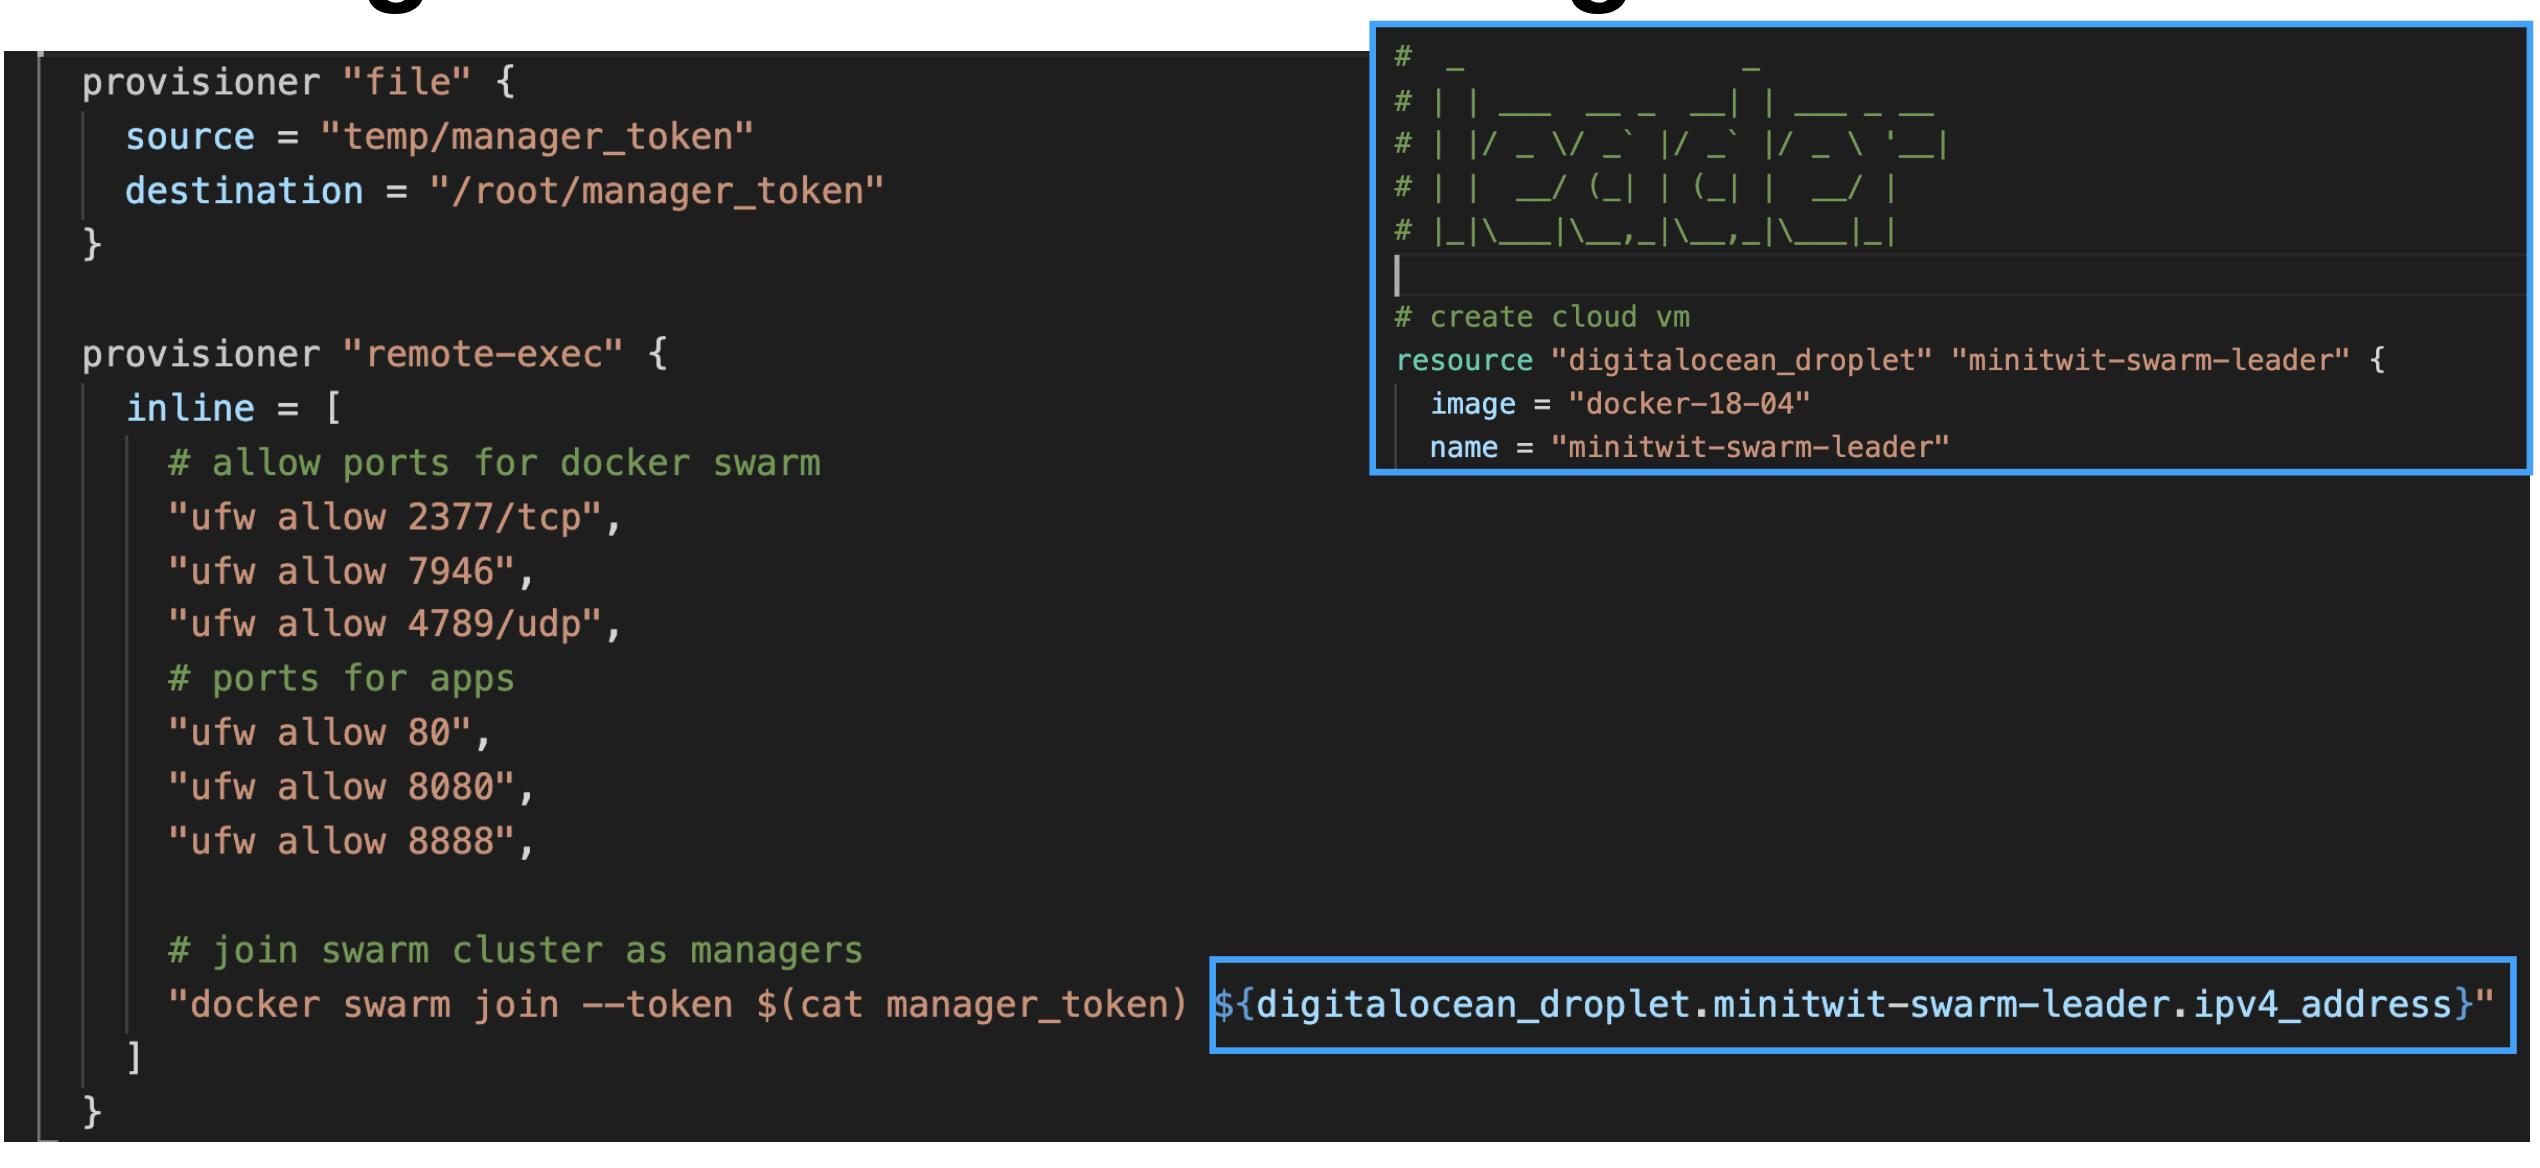 provisioner "file" {
  source = "temp/manager_token"
  destination = "/root/manager_token"
}

provisioner "remote-exec" {
  inline = [
    # allow ports for docker swarm
    "ufw allow 2377/tcp",
    "ufw allow 7946",
    "ufw allow 4789/udp",
    # ports for apps
    "ufw allow 80",
    "ufw allow 8080",
    "ufw allow 8888",

    # join swarm cluster as managers
    "docker swarm join --token $(cat manager_token) ${digitalocean_droplet.minitwit-swarm-leader.ipv4_address}"
  ]
}
#  _                _
# | | ___  __ _  __| | ___ _ __
# | |/ _ \/ _` |/ _` |/ _ \ '__|
# | |  __/ (_| | (_| |  __/ |
# |_|\___|\__,_|\__,_|\___|_|

# create cloud vm
resource "digitalocean_droplet" "minitwit-swarm-leader" {
  image = "docker-18-04"
  name = "minitwit-swarm-leader"